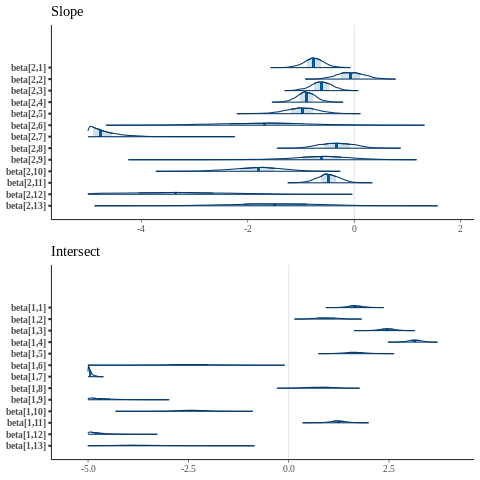 Slope
beta[2,1]
beta[2,2]
beta[2,3]
beta[2,4]
beta[2,5]
beta[2,6]
beta[2,7]
beta[2,8]
beta[2,9]
beta[2,10]
beta[2,11]
beta[2,12]
beta[2,13]
-4 -2 0 2
Intersect
beta[1,1]
beta[1,2]
beta[1,3]
beta[1,4]
beta[1,5]
beta[1,6]
beta[1,7]
beta[1,8]
beta[1,9]
beta[1,10]
beta[1,11]
beta[1,12]
beta[1,13]
-5.0 -2.5 0.0 2.5